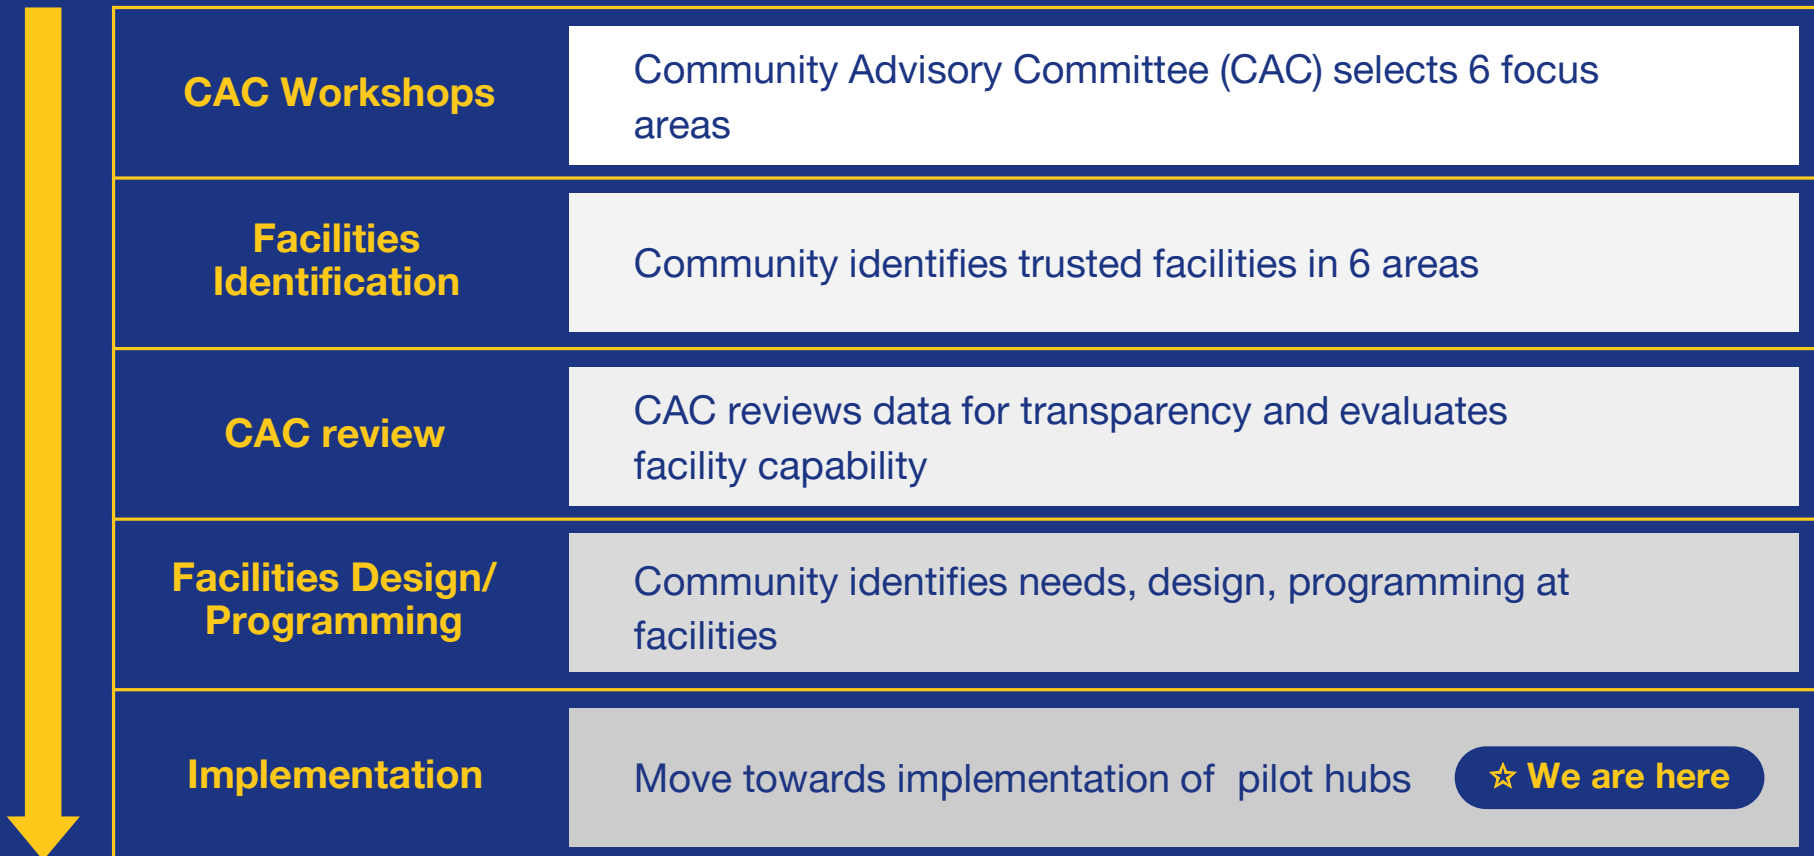 CAC Workshops
Community Advisory Committee (CAC) selects 6 focus
areas
Facilities
Identification
Community identifies trusted facilities in 6 areas
CAC review
CAC reviews data for transparency and evaluates
facility capability
Facilities Design/
Programming
Community identifies needs, design, programming at
facilities
Implementation
Move towards implementation of pilot hubs
☆ We are here